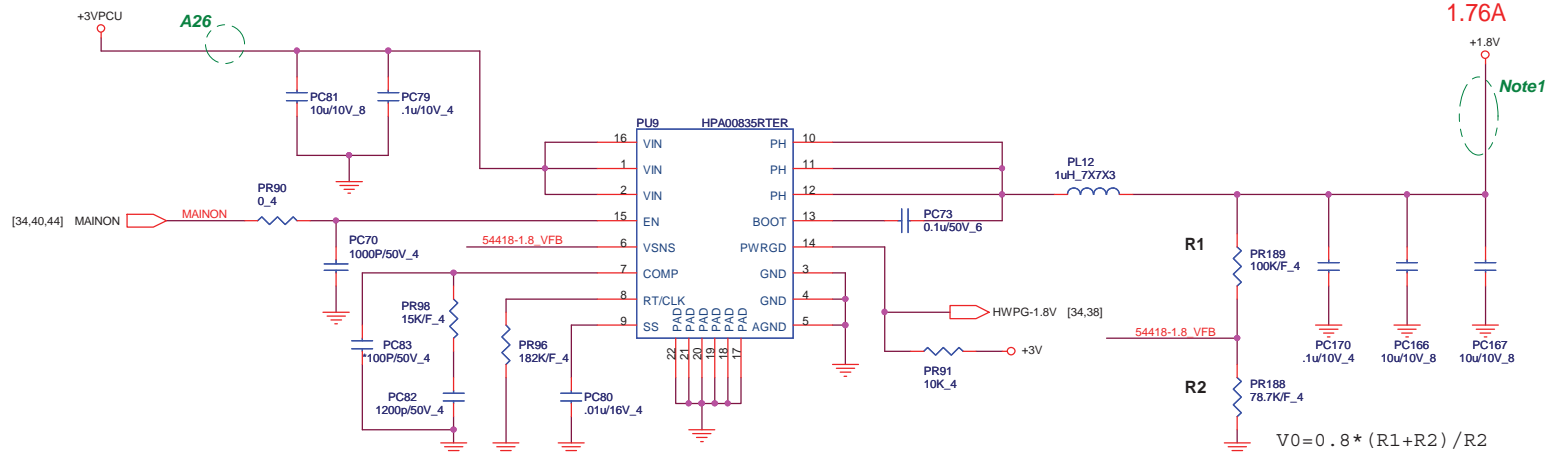 1.76A
+3VPCU
A26
+1.8V
Note1
PC81
10u/10V_8
PC79
.1u/10V_4
PU9
HPA00835RTER
16
VIN
1
VIN
2
VIN
15
EN
6
VSNS
7
COMP
8
RT/CLK
9
SS
PH
10
PH
11
PH
12
BOOT
13
PWRGD
14
GND
3
GND
4
AGND
5
PAD
PAD
PAD
PAD
PAD
PAD
22
21
20
19
18
17
PL12
1uH_7X7X3
PC73
0.1u/50V_6
PR90
0_4
[34,40,44]
MAINON
MAINON
PC70
1000P/50V_4
54418-1.8_VFB
PR98
15K/F_4
PC83
*100P/50V_4
PC82
1200p/50V_4
PR96
182K/F_4
PC80
.01u/16V_4
HWPG-1.8V
[34,38]
+3V
PR91
10K_4
R1
PR189
100K/F_4
54418-1.8_VFB
R2
PR188
78.7K/F_4
PC170
.1u/10V_4
PC166
10u/10V_8
PC167
10u/10V_8
V0=0.8*(R1+R2)/R2